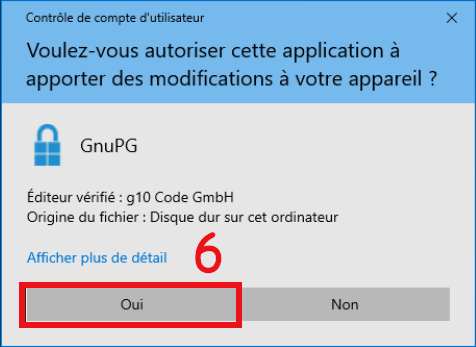 Contrôle de compte d'utilisateur
Voulez-vous autoriser cette application à
apporter des modifications à votre appareil ?
GnuPG
Éditeur vérifié : g10 Code GmbH
Origine du fichier : Disque dur sur cet ordinateur
Afficher plus de détail
6
Oui
Non